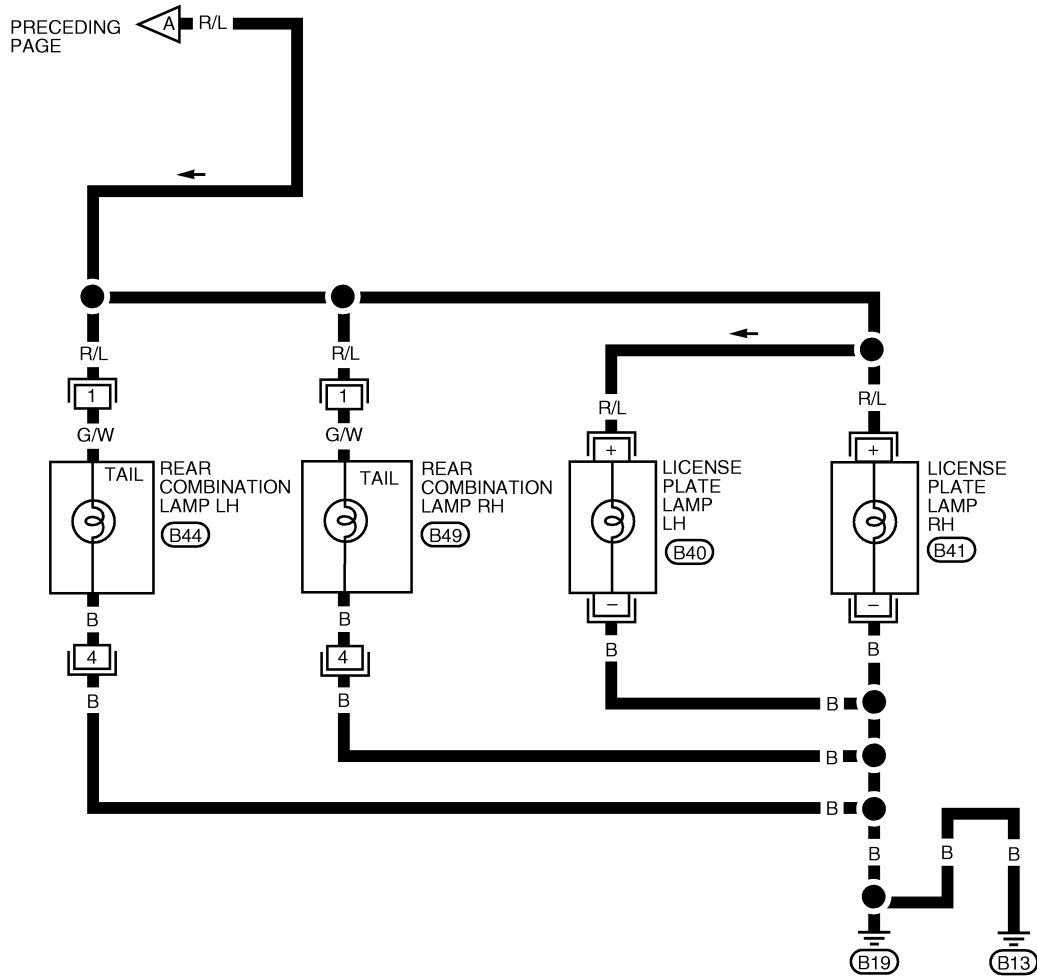 PRECEDING
PAGE
A
R/L
R/L
R/L
R/L
R/L
1
1
G/W
G/W
+
+
TAIL
REAR
COMBINATION
LAMP LH
B44
TAIL
REAR
COMBINATION
LAMP RH
B49
LICENSE
PLATE
LAMP
LH
B40
LICENSE
PLATE
LAMP
RH
B41
–
–
B
B
B
B
4
4
B
B
B
B
B
B
B
B
B19
B13